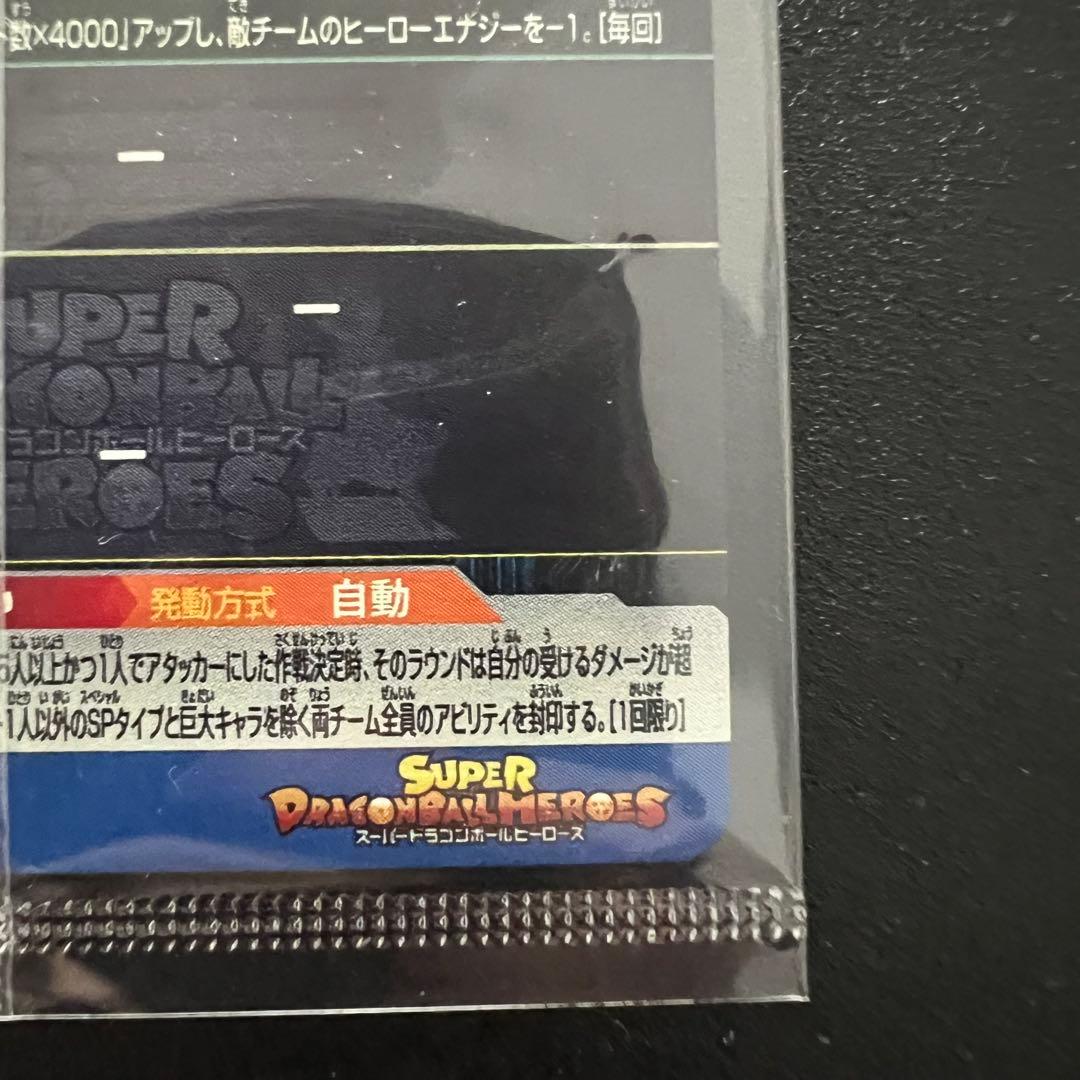 数×4000」アップし、敵チームのヒーローエナジーを−1。[毎回]
SUPER
DRAGONBALL
ドラゴンボールヒーローズ
HEROES
発動方式 自動
5人以上かつ1人でアタッカーにした作戦決定時、そのラウンドは自分の受けるダメージが超
1人以外のSPタイプと巨大キャラを除く両チーム全員のアビリティを封印する。[1回限り]
SUPER
DRAGONBALL HEROES
スーパードラゴンボールヒーローズ